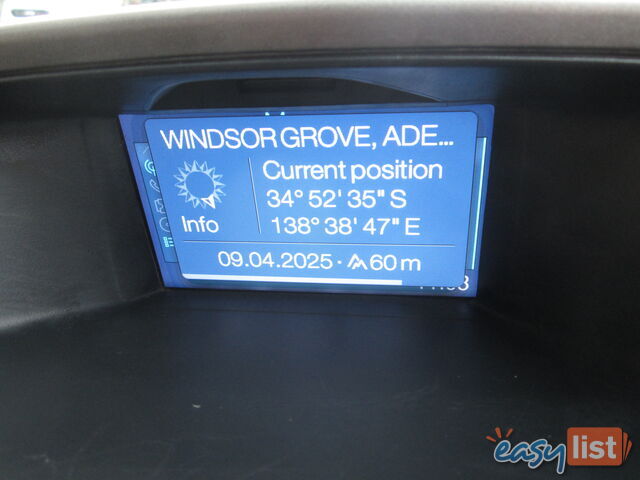 WINDSOR GROVE, ADE...
Current position
34° 52' 35" S
138° 38' 47" E
Info
09.04.2025 · 60 m
easy list